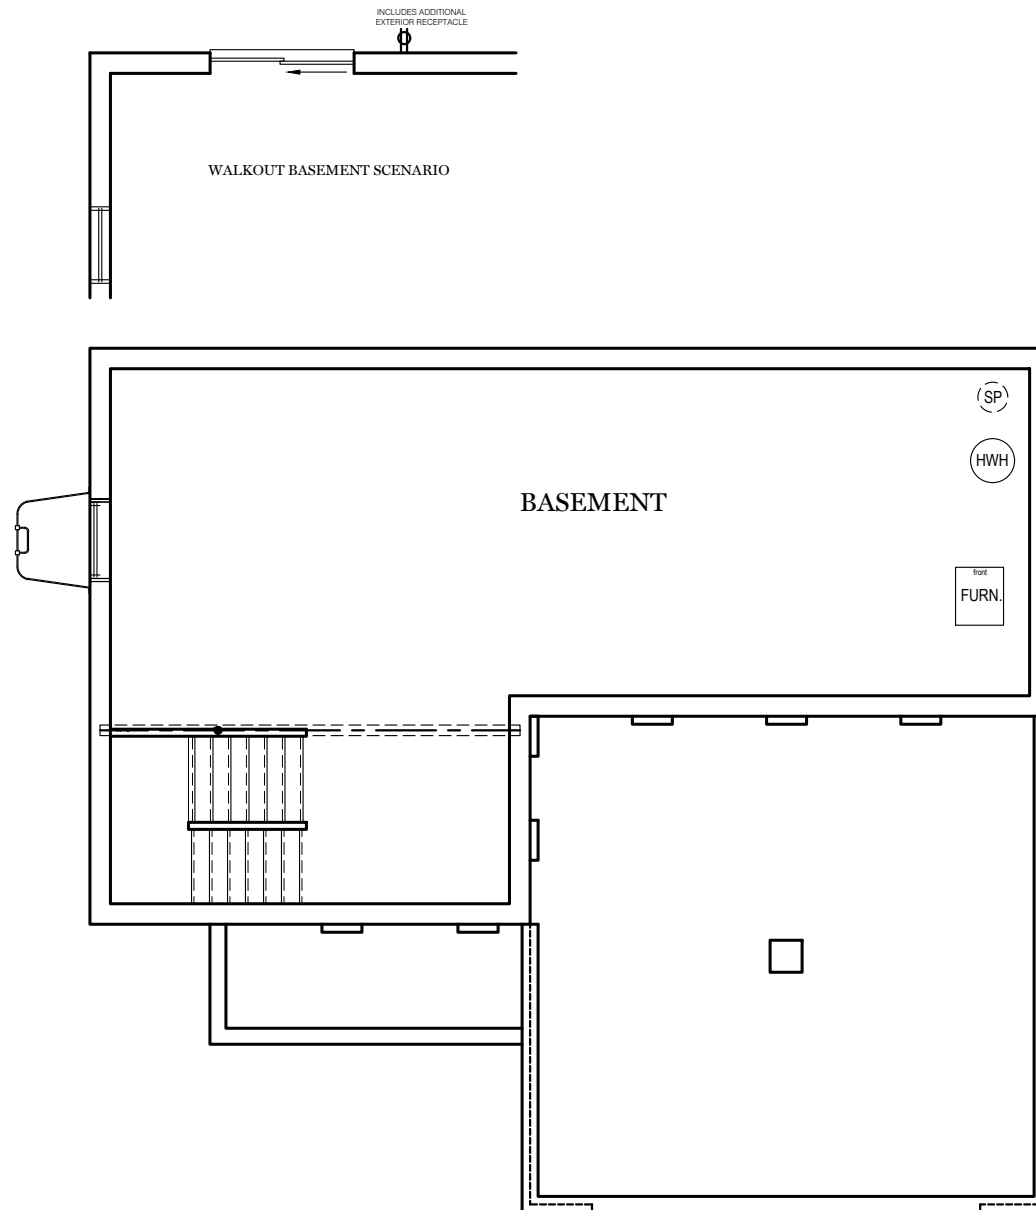 INCLUDES ADDITIONAL
EXTERIOR RECEPTACLE
WALKOUT BASEMENT SCENARIO
SP
HWH
BASEMENT
front
FURN.